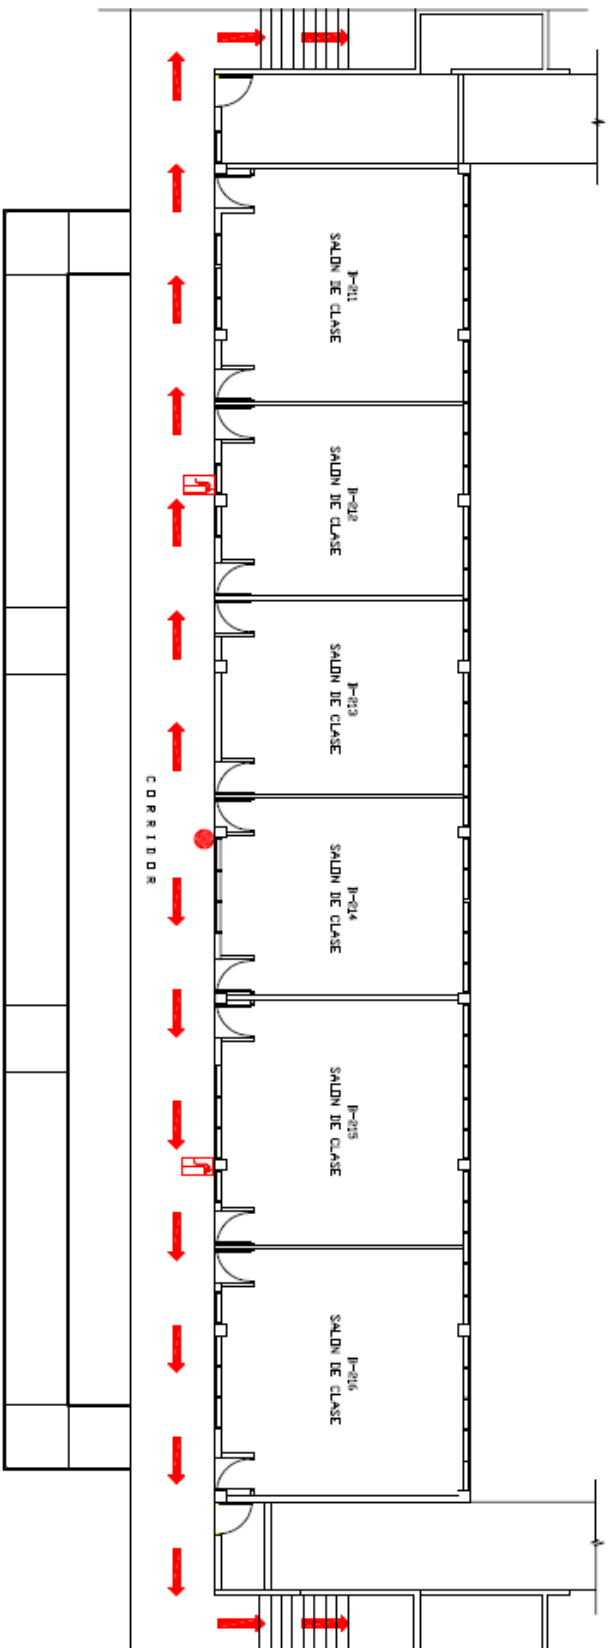 B-211
SALON DE CLASE
B-212
SALON DE CLASE
B-213
SALON DE CLASE
CORRIDOR
B-214
SALON DE CLASE
B-215
SALON DE CLASE
B-216
SALON DE CLASE